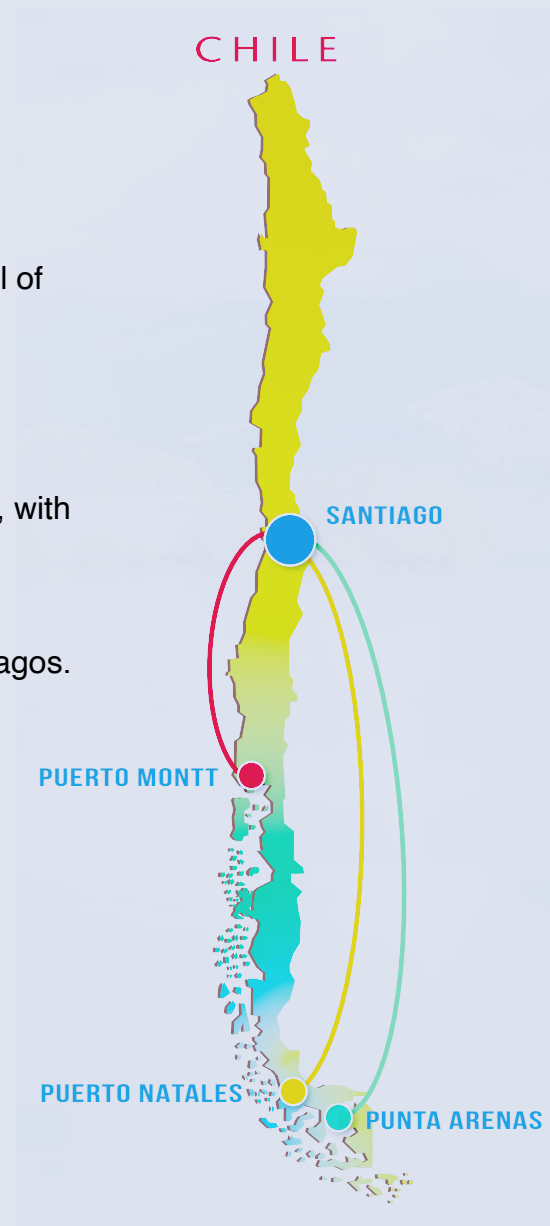 CHILE
l of
, with
SANTIAGO
agos.
PUERTO MONTT
PUERTO NATALES
PUNTA ARENAS